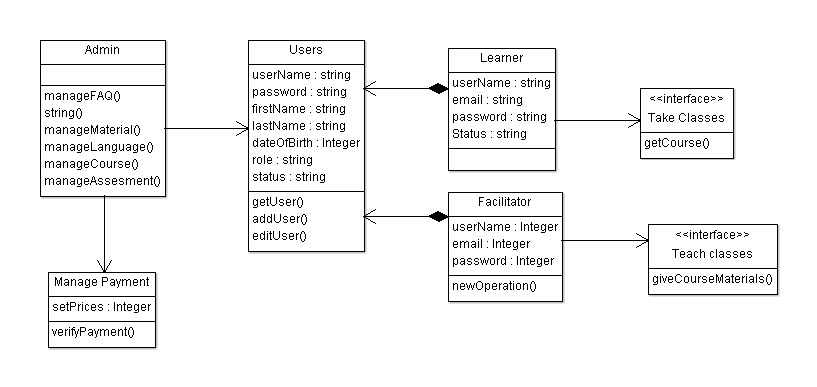 Admin
manageFAQ()
string()
manageMaterial()
manageLanguage()
manageCourse()
manageAssesment()
Manage Payment
setPrices : Integer
verifyPayment()
Users
userName : string
password : string
firstName : string
lastName : string
dateOfBirth : Integer
role : string
status : string
getUser()
addUser()
editUser()
Learner
userName : string
email : string
password : string
Status : string
Facilitator
userName : Integer
email : Integer
password : Integer
newOperation()
<<interface>>
Take Classes
getCourse()
<<interface>>
Teach classes
giveCourseMaterials()